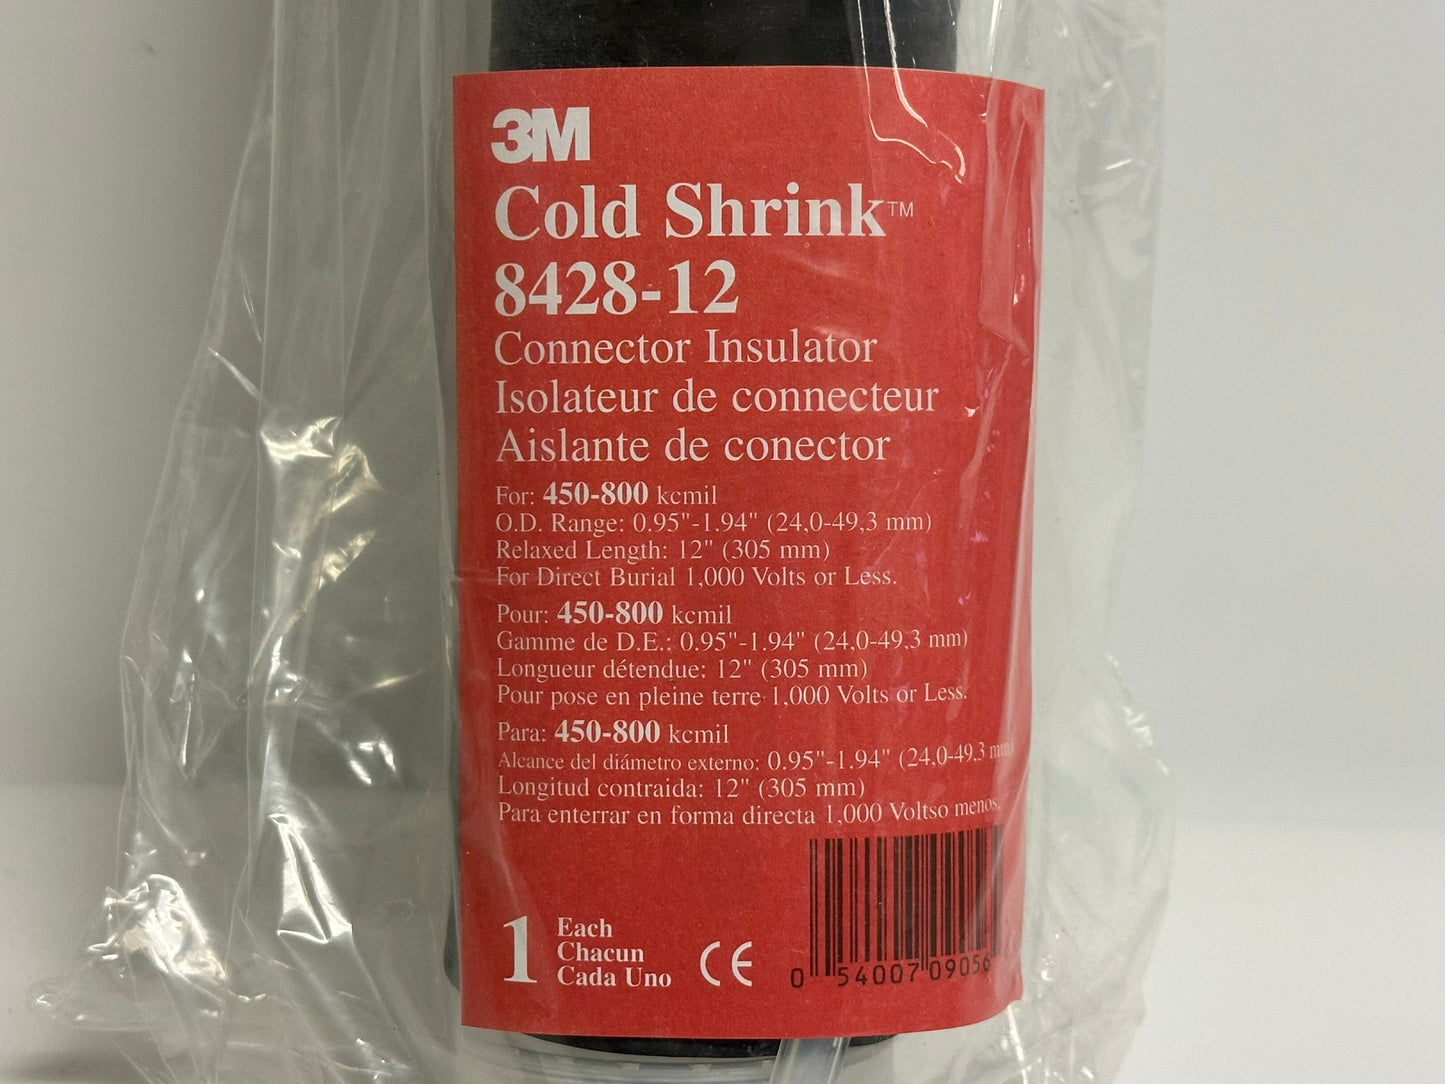 3M
Cold Shrink™
8428-12
Connector Insulator
Isolateur de connecteur
Aislante de conector
For: 450-800 kcmil
O.D. Range: 0.95"-1.94" (24,0-49,3 mm)
Relaxed Length: 12" (305 mm)
For Direct Burial 1,000 Volts or Less.
Pour: 450-800 kcmil
Gamme de D.E.: 0.95"-1.94" (24,0-49,3 mm)
Longueur détendue: 12" (305 mm)
Pour pose en pleine terre 1,000 Volts or Less.
Para: 450-800 kcmil
Alcance del diámetro externo: 0.95"-1.94" (24,0-49,3 mm)
Longitud contraida: 12" (305 mm)
Para enterrar en forma directa 1,000 Voltso menos.
1 Each
Chacun
Cada Uno
CE
0 54007 09056